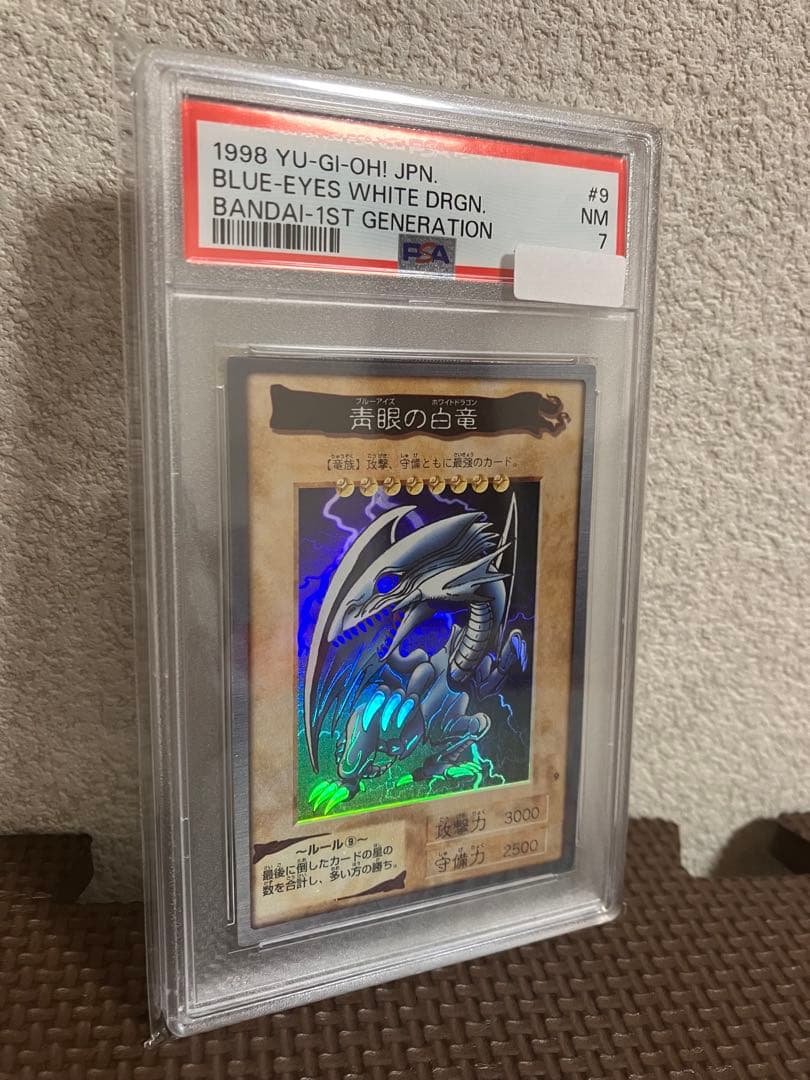 1998 YU-GI-OH! JPN.
#9
BLUE-EYES WHITE DRGN.
NM
BANDAI-1ST GENERATION
7
PSA
ブルーアイズ ホワイトドラゴン
青眼の白竜
【竜族】攻撃、守備ともに最強のカード。
9
攻撃力 3000
守備力 2500
〜ルール⑨〜
最後に倒したカードの星の
数を合計し、多い方の勝ち。